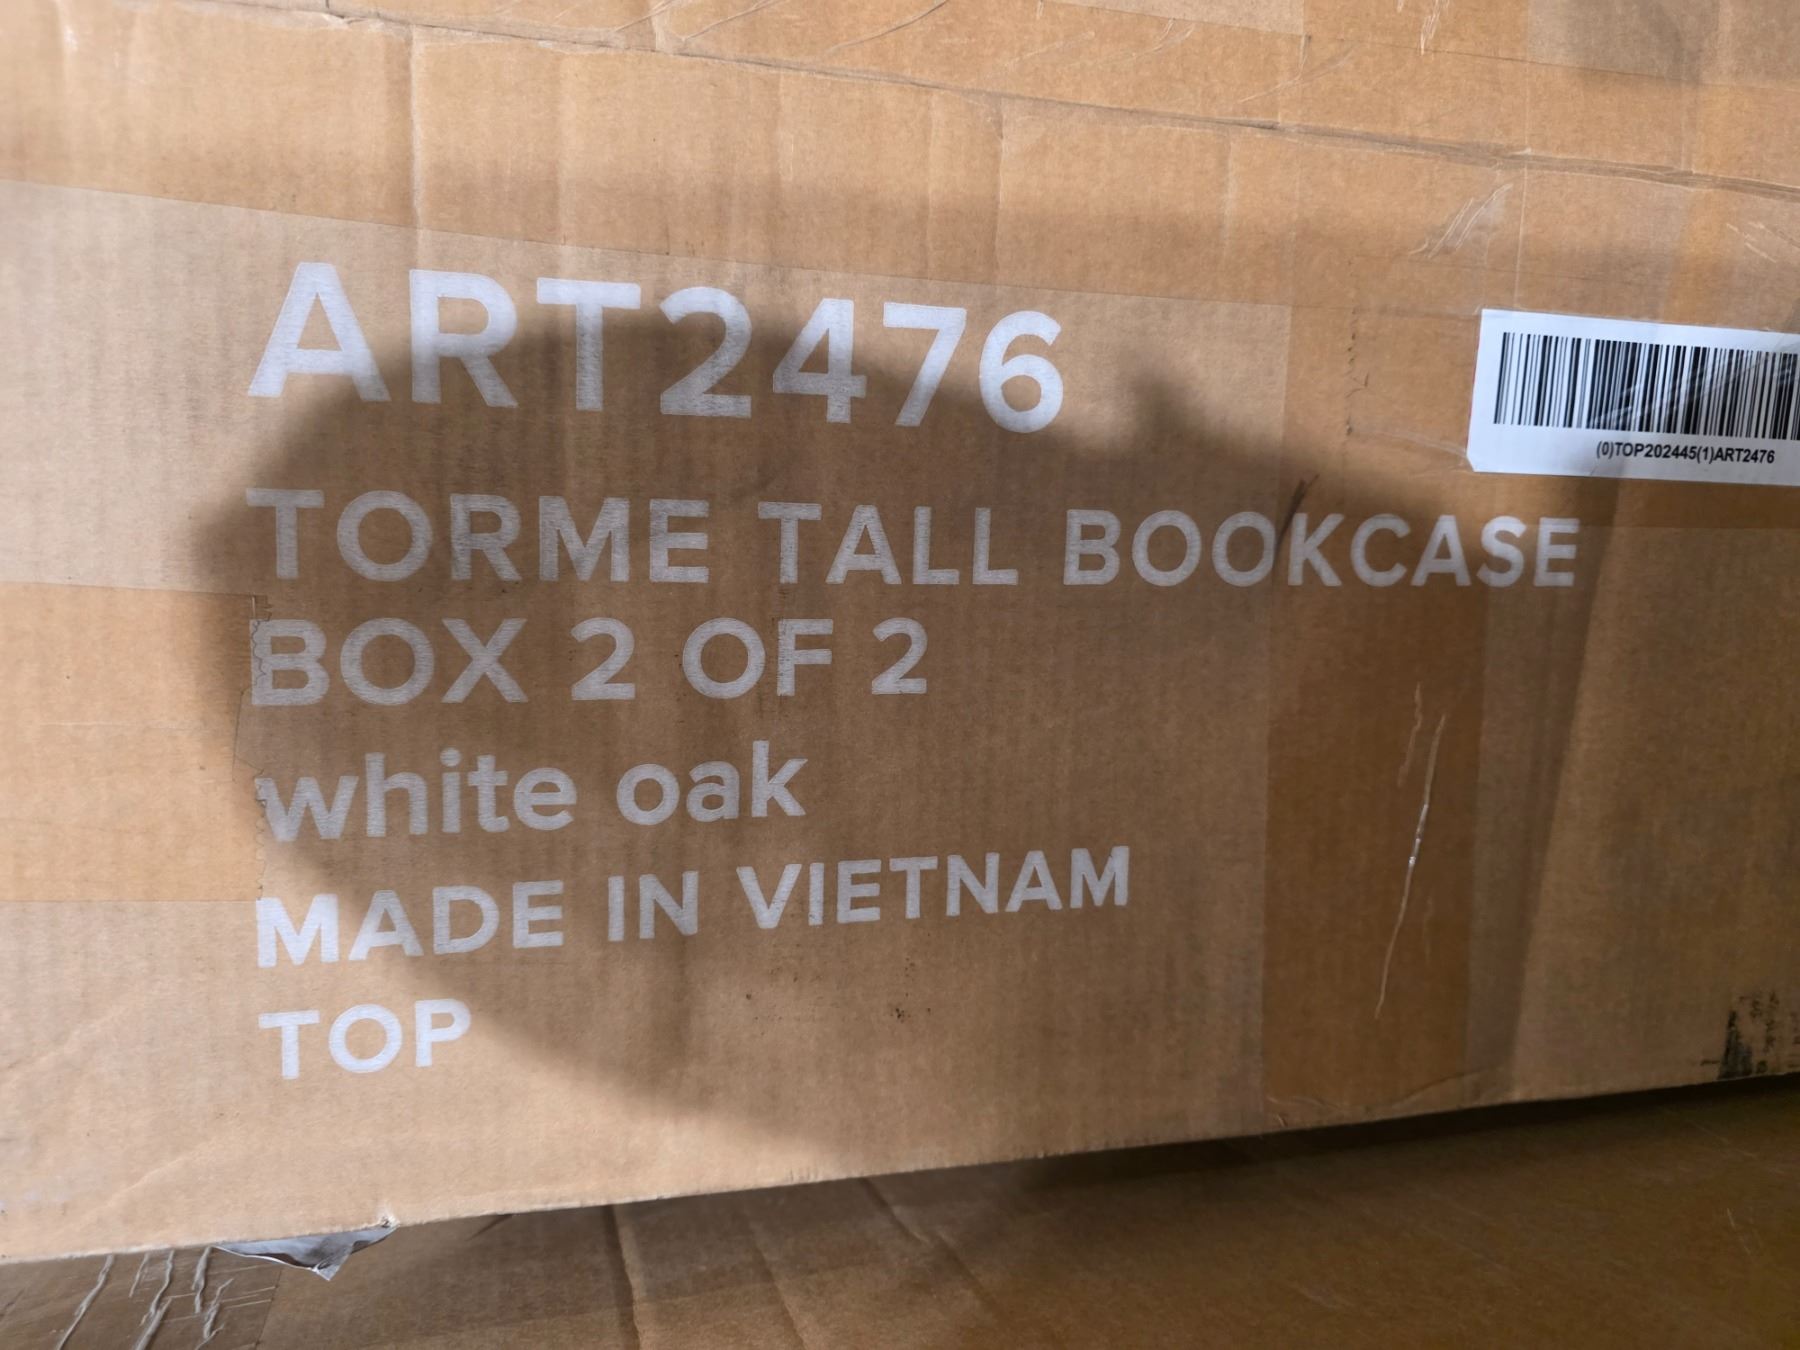 ART2476
TORME TALL BOOKCASE
BOX 2 OF 2
white oak
MADE IN VIETNAM
TOP
(0)TOP202445(1)ART2476